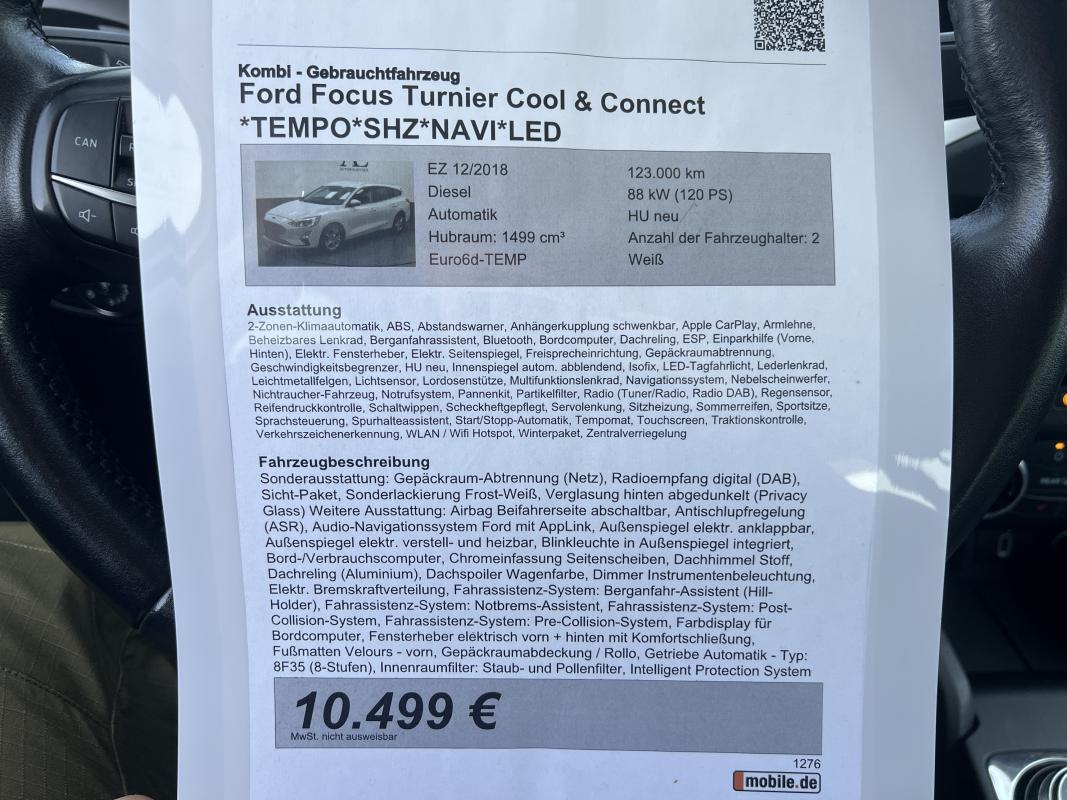 Kombi - Gebrauchtfahrzeug
Ford Focus Turnier Cool & Connect
*TEMPO*SHZ*NAVI*LED
EZ 12/2018
123.000 km
Diesel
88 kW (120 PS)
Automatik
HU neu
Hubraum: 1499 cm³
Anzahl der Fahrzeughalter: 2
Euro6d-TEMP
Weiß
Ausstattung
2-Zonen-Klimaautomatik, ABS, Abstandswarner, Anhängerkupplung schwenkbar, Apple CarPlay, Armlehne,
Beheizbares Lenkrad, Berganfahrassistent, Bluetooth, Bordcomputer, Dachreling, ESP, Einparkhilfe (Vorne,
Hinten), Elektr. Fensterheber, Elektr. Seitenspiegel, Freisprecheinrichtung, Gepäckraumabtrennung,
Geschwindigkeitsbegrenzer, HU neu, Innenspiegel autom. abblendend, Isofix, LED-Tagfahrlicht, Lederlenkrad,
Leichtmetallfelgen, Lichtsensor, Lordosenstütze, Multifunktionslenkrad, Navigationssystem, Nebelscheinwerfer,
Nichtraucher-Fahrzeug, Notrufsystem, Pannenkit, Partikelfilter, Radio (Tuner/Radio, Radio DAB), Regensensor,
Reifendruckkontrolle, Schaltwippen, Scheckheftgepflegt, Servolenkung, Sitzheizung, Sommerreifen, Sportsitze,
Sprachsteuerung, Spurhalteassistent, Start/Stopp-Automatik, Tempomat, Touchscreen, Traktionskontrolle,
Verkehrszeichenerkennung, WLAN / Wifi Hotspot, Winterpaket, Zentralverriegelung
Fahrzeugbeschreibung
Sonderausstattung: Gepäckraum-Abtrennung (Netz), Radioempfang digital (DAB),
Sicht-Paket, Sonderlackierung Frost-Weiß, Verglasung hinten abgedunkelt (Privacy
Glass) Weitere Ausstattung: Airbag Beifahrerseite abschaltbar, Antischlupfregelung
(ASR), Audio-Navigationssystem Ford mit AppLink, Außenspiegel elektr. anklappbar,
Außenspiegel elektr. verstell- und heizbar, Blinkleuchte in Außenspiegel integriert,
Bord-/Verbrauchscomputer, Chromeinfassung Seitenscheiben, Dachhimmel Stoff,
Dachreling (Aluminium), Dachspoiler Wagenfarbe, Dimmer Instrumentenbeleuchtung,
Elektr. Bremskraftverteilung, Fahrassistenz-System: Berganfahr-Assistent (Hill-
Holder), Fahrassistenz-System: Notbrems-Assistent, Fahrassistenz-System: Post-
Collision-System, Fahrassistenz-System: Pre-Collision-System, Farbdisplay für
Bordcomputer, Fensterheber elektrisch vorn + hinten mit Komfortschließung,
Fußmatten Velours - vorn, Gepäckraumabdeckung / Rollo, Getriebe Automatik - Typ:
8F35 (8-Stufen), Innenraumfilter: Staub- und Pollenfilter, Intelligent Protection System
10.499 €
MwSt. nicht ausweisbar
1276
mobile.de
CAN